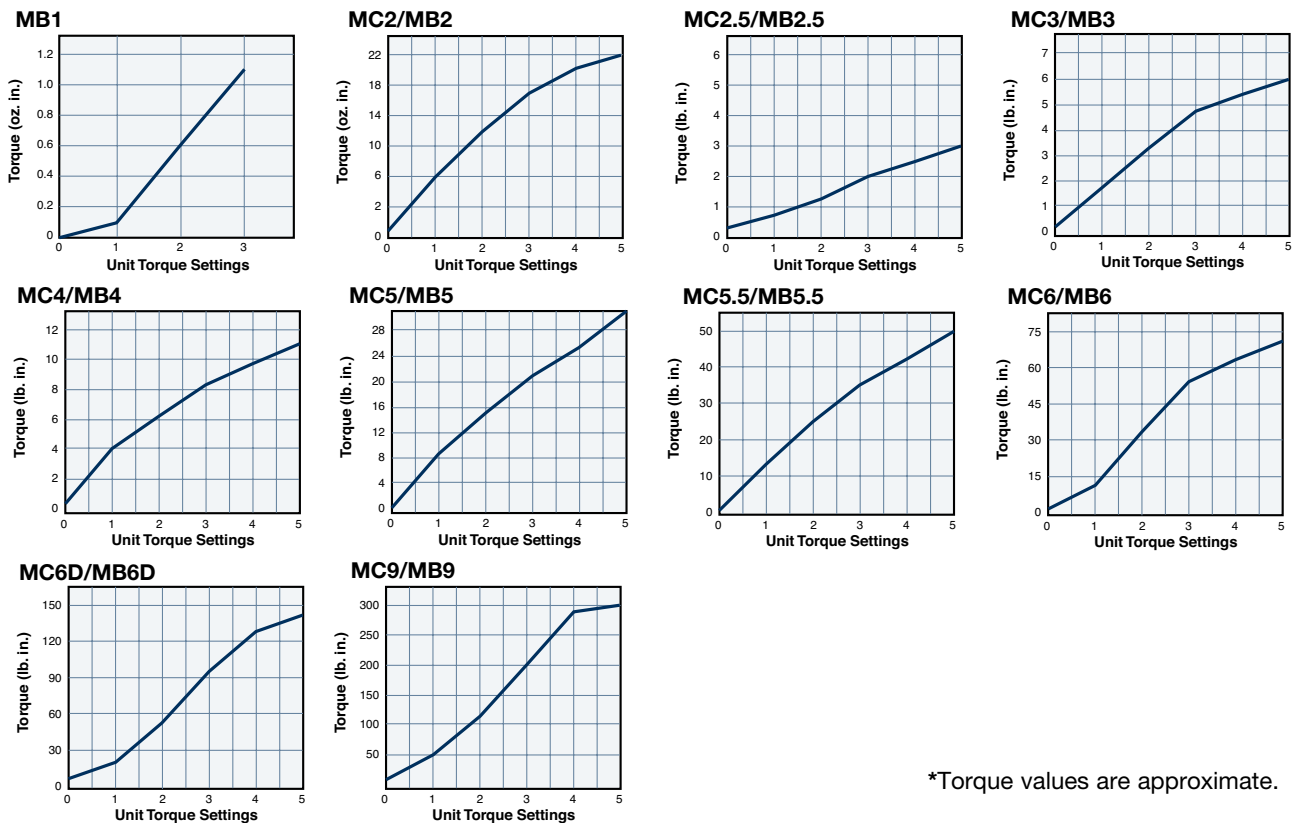 MB1
1.2
1.0
0.8
0.6
0.4
0.2
0
0 1 2 3
Torque (oz. in.)
Unit Torque Settings
MC2/MB2
22
18
14
10
6
2
0
0 1 2 3 4 5
Torque (oz. in.)
Unit Torque Settings
MC2.5/MB2.5
6
5
4
3
2
1
0
0 1 2 3 4 5
Torque (lb. in.)
Unit Torque Settings
MC3/MB3
7
6
5
4
3
2
1
0
0 1 2 3 4 5
Torque (lb. in.)
Unit Torque Settings
MC4/MB4
12
10
8
6
4
2
0
0 1 2 3 4 5
Torque (lb. in.)
Unit Torque Settings
MC5/MB5
28
24
20
16
12
8
4
0
0 1 2 3 4 5
Torque (lb. in.)
Unit Torque Settings
MC5.5/MB5.5
50
40
30
20
10
0
0 1 2 3 4 5
Torque (lb. in.)
Unit Torque Settings
MC6/MB6
75
60
45
30
15
0
0 1 2 3 4 5
Torque (lb. in.)
Unit Torque Settings
MC6D/MB6D
150
120
90
60
30
0
0 1 2 3 4 5
Torque (lb. in.)
Unit Torque Settings
MC9/MB9
300
250
200
150
100
50
0 1 2 3 4 5
Torque (lb. in.)
Unit Torque Settings
*Torque values are approximate.